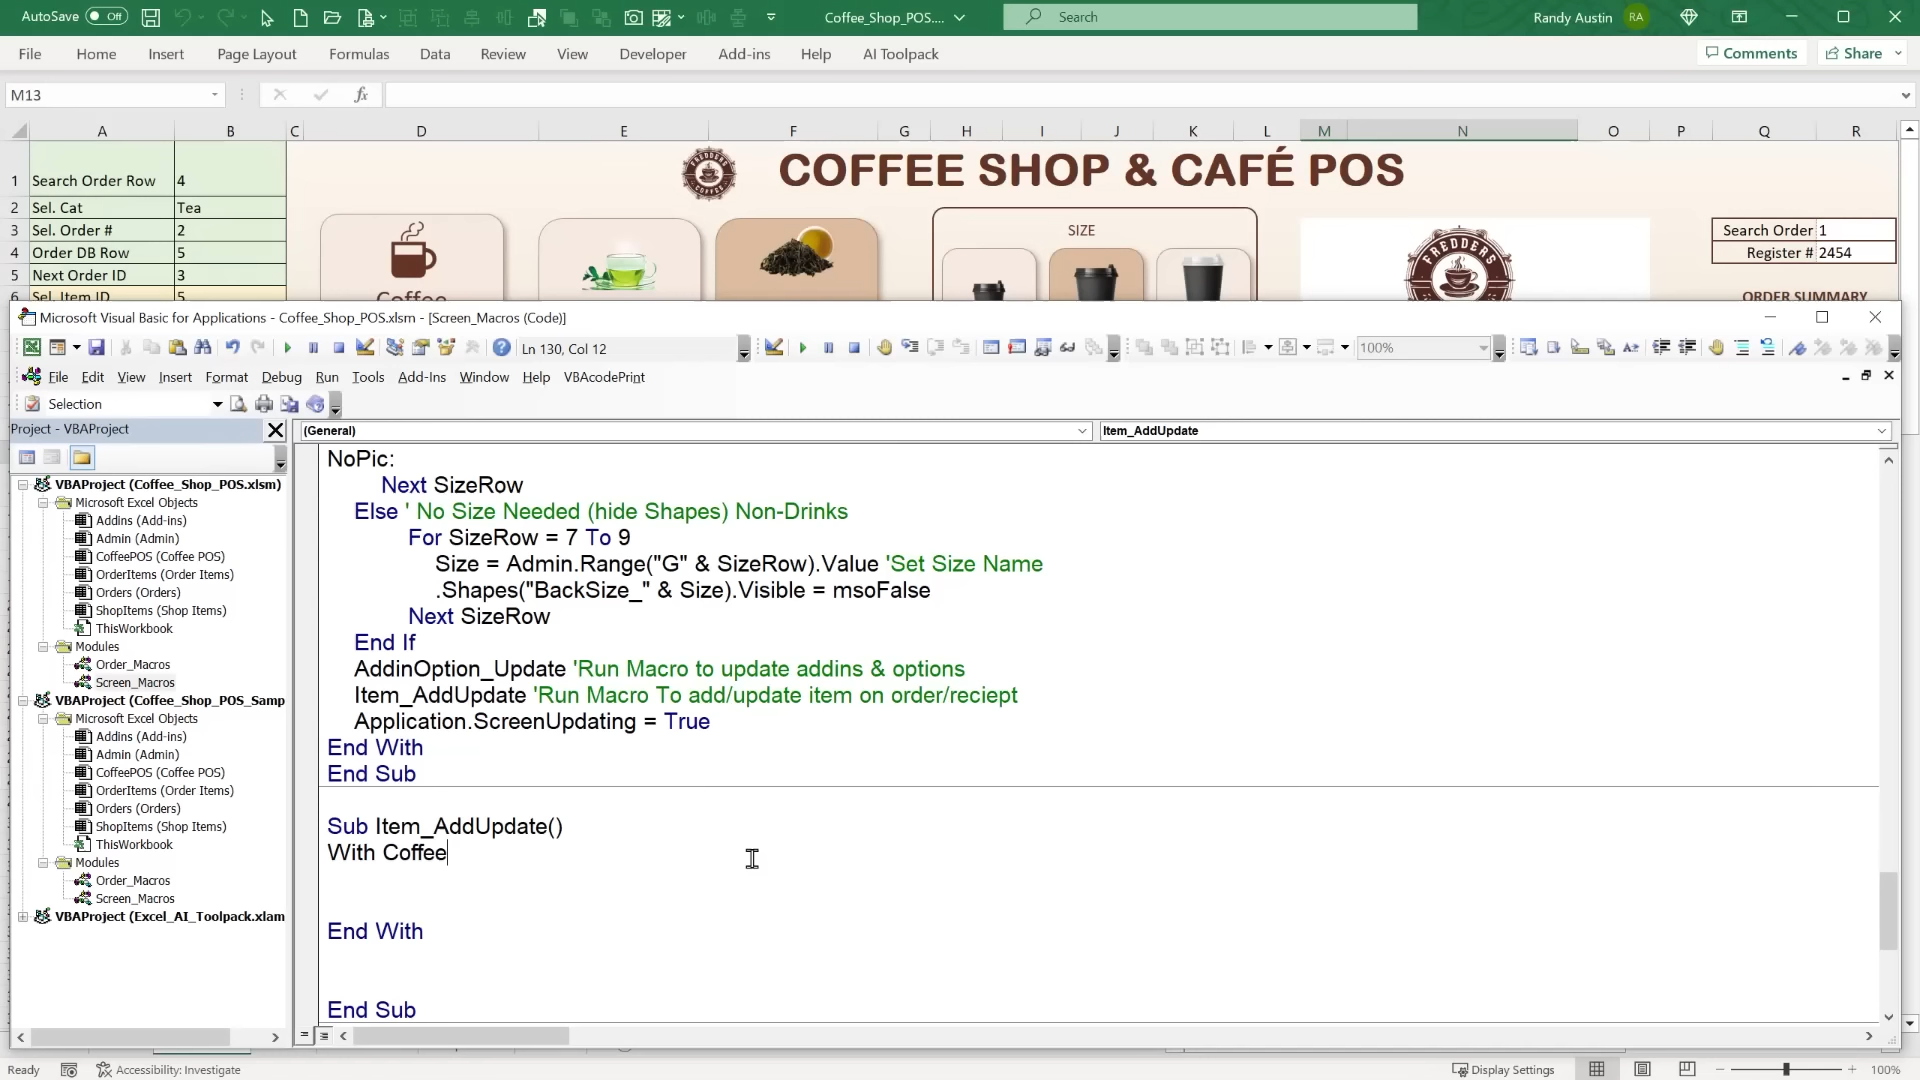 AutoSave Off Coffee_Shop_POS.... Search Randy Austin RA
File Home Insert Page Layout Formulas Data Review View Developer Add-ins Help AI Toolpack Comments Share
M13 fx
A B C D E F G H I J K L M N O P Q R
1 Search Order Row 4
COFFEE SHOP & CAFÉ POS
FREDDERS COFFEE
2 Sel. Cat Tea
3 Sel. Order # 2
4 Order DB Row 5
5 Next Order ID 3
6 Sel. Item ID 5
Coffee
SIZE
FREDDERS
Search Order 1
Register # 2454
ORDER SUMMARY
Microsoft Visual Basic for Applications - Coffee_Shop_POS.xlsm - [Screen_Macros (Code)]
Ln 130, Col 12 100%
File Edit View Insert Format Debug Run Tools Add-Ins Window Help VBAcodePrint
Selection
Project - VBAProject
VBAProject (Coffee_Shop_POS.xlsm)
Microsoft Excel Objects
Addins (Add-ins)
Admin (Admin)
CoffeePOS (Coffee POS)
OrderItems (Order Items)
Orders (Orders)
ShopItems (Shop Items)
ThisWorkbook
Modules
Order_Macros
Screen_Macros
VBAProject (Coffee_Shop_POS_Samp
Microsoft Excel Objects
Addins (Add-ins)
Admin (Admin)
CoffeePOS (Coffee POS)
OrderItems (Order Items)
Orders (Orders)
ShopItems (Shop Items)
ThisWorkbook
Modules
Order_Macros
Screen_Macros
VBAProject (Excel_AI_Toolpack.xlam
(General) Item_AddUpdate
NoPic:
Next SizeRow
Else ' No Size Needed (hide Shapes) Non-Drinks
For SizeRow = 7 To 9
Size = Admin.Range("G" & SizeRow).Value 'Set Size Name
.Shapes("BackSize_" & Size).Visible = msoFalse
Next SizeRow
End If
AddinOption_Update 'Run Macro to update addins & options
Item_AddUpdate 'Run Macro To add/update item on order/reciept
Application.ScreenUpdating = True
End With
End Sub
Sub Item_AddUpdate()
With Coffee
End With
End Sub
Ready Accessibility: Investigate Display Settings 100%